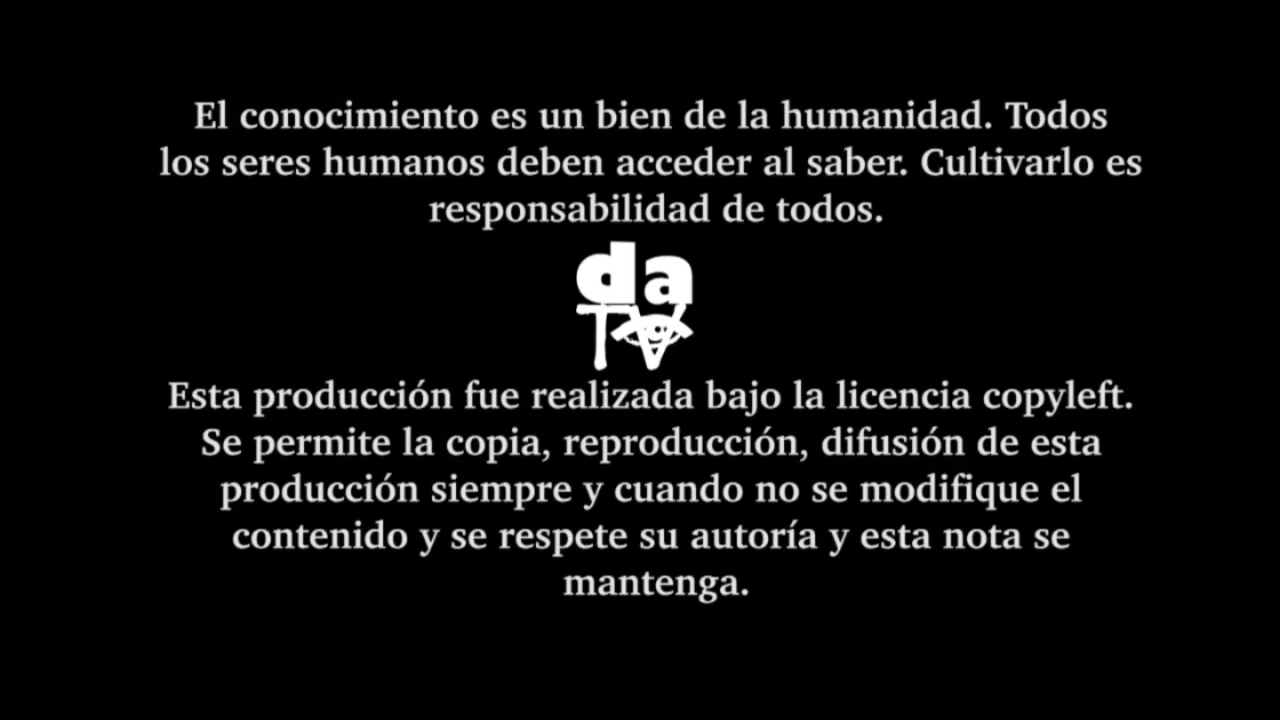 El conocimiento es un bien de la humanidad. Todos
los seres humanos deben acceder al saber. Cultivarlo es
responsabilidad de todos.
da
TV
Esta producción fue realizada bajo la licencia copyleft.
Se permite la copia, reproducción, difusión de esta
producción siempre y cuando no se modifique el
contenido y se respete su autoría y esta nota se
mantenga.